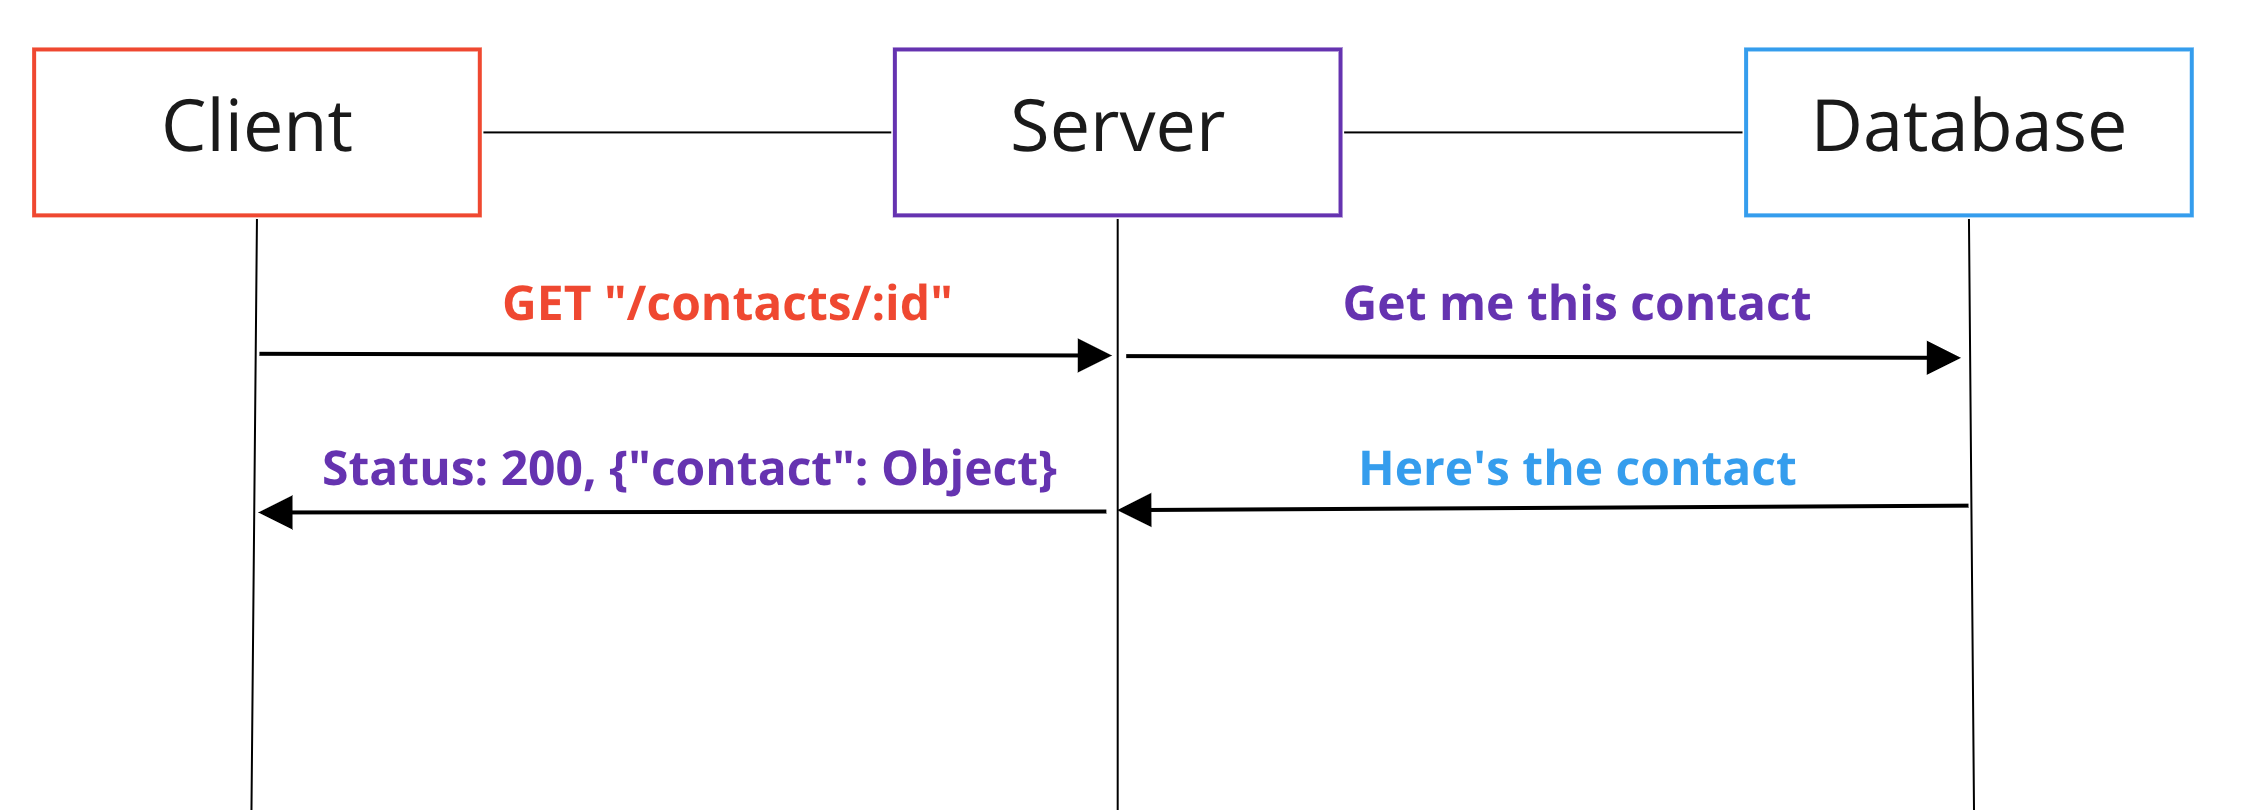 Client
Server
Database
GET "/contacts/:id"
Get me this contact
Status: 200, {"contact": Object}
Here's the contact